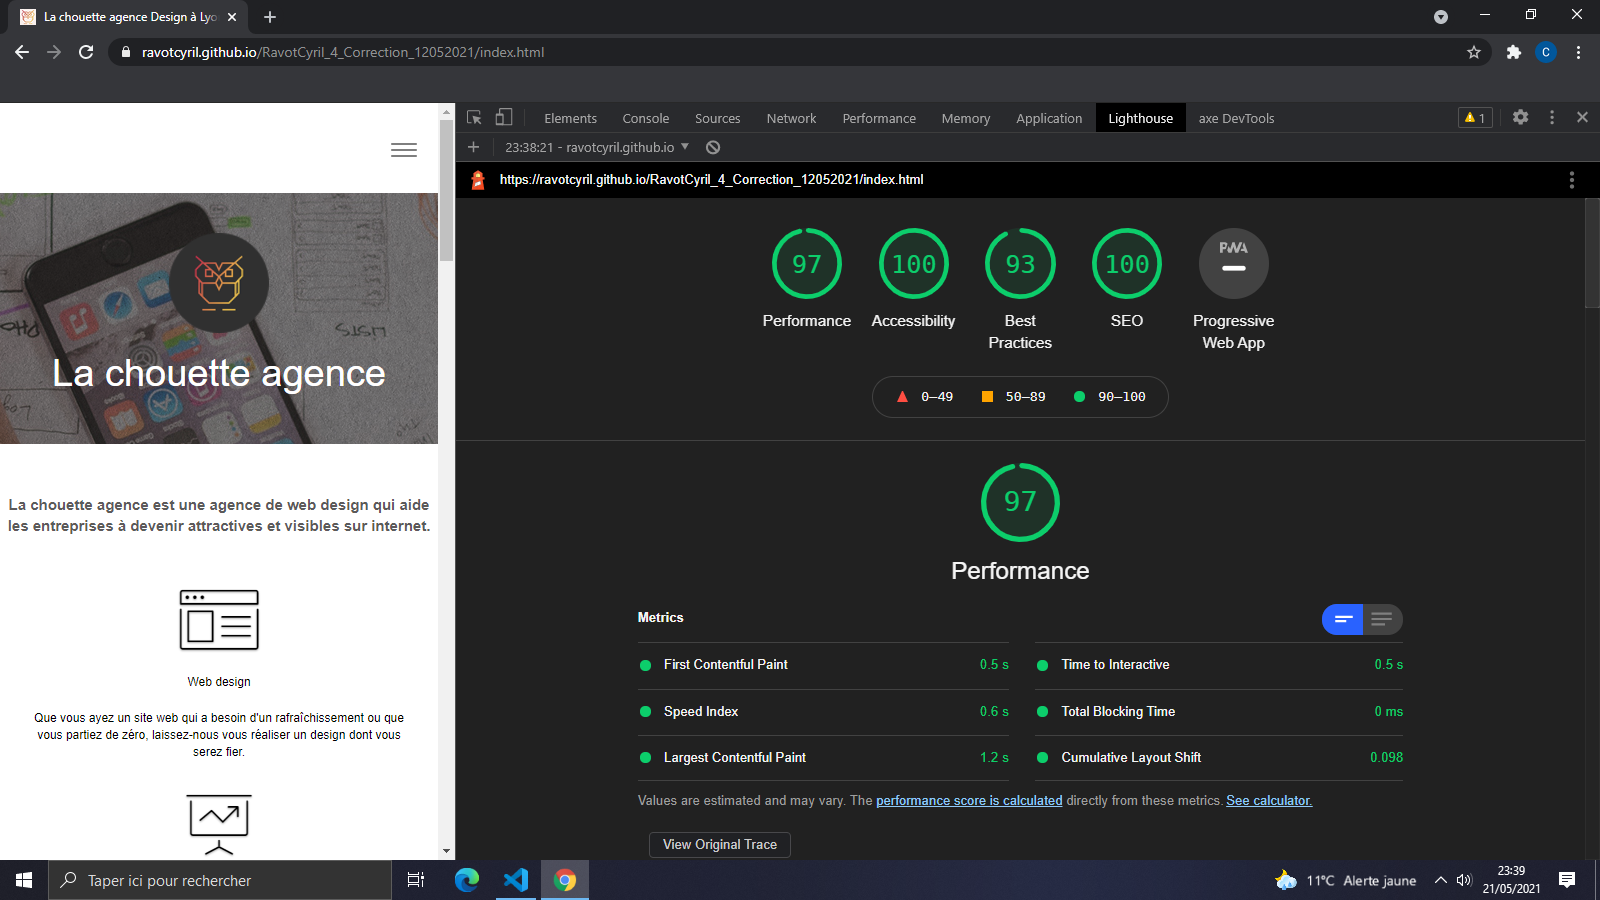 La chouette agence Design à Lyo
ravotcyril.github.io/RavotCyril_4_Correction_12052021/index.html
C
Elements Console Sources Network Performance Memory Application Lighthouse axe DevTools
1
23:38:21 - ravotcyril.github.io
https://ravotcyril.github.io/RavotCyril_4_Correction_12052021/index.html
La chouette agence
La chouette agence est une agence de web design qui aide
les entreprises à devenir attractives et visibles sur internet.
Web design
Que vous ayez un site web qui a besoin d'un rafraîchissement ou que
vous partiez de zéro, laissez-nous vous réaliser un design dont vous
serez fier.
97 100 93 100 PWA
Performance Accessibility Best Practices SEO Progressive Web App
0–49 50–89 90–100
97
Performance
Metrics
First Contentful Paint 0.5 s
Time to Interactive 0.5 s
Speed Index 0.6 s
Total Blocking Time 0 ms
Largest Contentful Paint 1.2 s
Cumulative Layout Shift 0.098
Values are estimated and may vary. The performance score is calculated directly from these metrics. See calculator.
View Original Trace
Taper ici pour rechercher
11°C Alerte jaune
23:39
21/05/2021